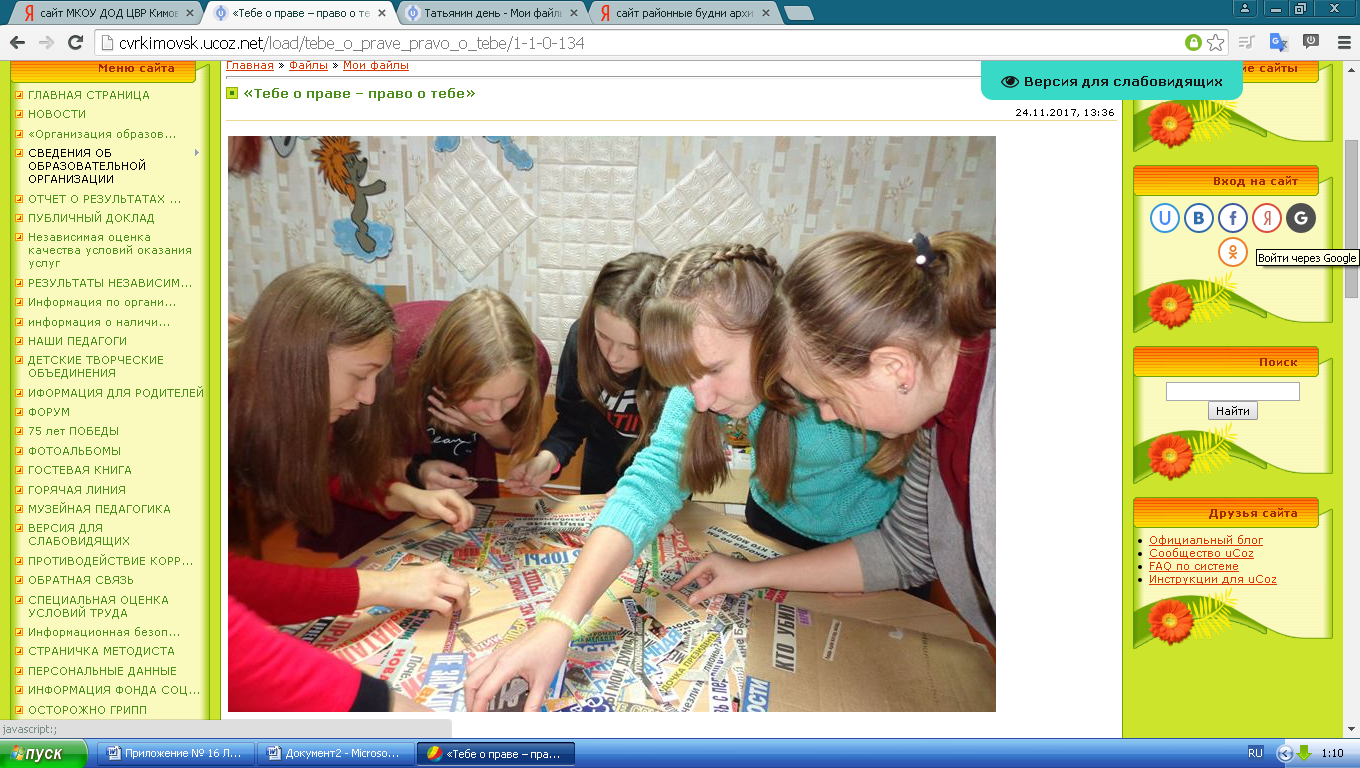 сайт МКОУ ДОД ЦВР Кимов
«Тебе о праве – право о те
Татьянин день - Мои файл
сайт районные будни архи
cvrkimovsk.ucoz.net/load/tebe_o_prave_pravo_o_tebe/1-1-0-134
Меню сайта
ГЛАВНАЯ СТРАНИЦА
НОВОСТИ
«Организация образов...
СВЕДЕНИЯ ОБ
ОБРАЗОВАТЕЛЬНОЙ
ОРГАНИЗАЦИИ
ОТЧЕТ О РЕЗУЛЬТАТАХ ...
ПУБЛИЧНЫЙ ДОКЛАД
Независимая оценка
качества условий оказания
услуг
РЕЗУЛЬТАТЫ НЕЗАВИСИМ...
Информация по органи...
информация о наличи...
НАШИ ПЕДАГОГИ
ДЕТСКИЕ ТВОРЧЕСКИЕ
ОБЪЕДИНЕНИЯ
ИФОРМАЦИЯ ДЛЯ РОДИТЕЛЕЙ
ФОРУМ
75 лет ПОБЕДЫ
ФОТОАЛЬБОМЫ
ГОСТЕВАЯ КНИГА
ГОРЯЧАЯ ЛИНИЯ
МУЗЕЙНАЯ ПЕДАГОГИКА
ВЕРСИЯ ДЛЯ
СЛАБОВИДЯЩИХ
ПРОТИВОДЕЙСТВИЕ КОРР...
ОБРАТНАЯ СВЯЗЬ
СПЕЦИАЛЬНАЯ ОЦЕНКА
УСЛОВИЙ ТРУДА
Информационная безоп...
СТРАНИЧКА МЕТОДИСТА
ПЕРСОНАЛЬНЫЕ ДАННЫЕ
ИНФОРМАЦИЯ ФОНДА СОЦ...
ОСТОРОЖНО ГРИПП
Главная » Файлы » Мои файлы
«Тебе о праве – право о тебе»
24.11.2017, 13:36
КТО УБИЛ
Версия для слабовидящих
ие сайты
Вход на сайт
Войти через Google
Поиск
Найти
Друзья сайта
Официальный блог
Сообщество uCoz
FAQ по системе
Инструкции для uCoz
javascript:;
пуск
Приложение № 16 Л...
Документ2 - Microso...
«Тебе о праве – пра...
RU
1:10